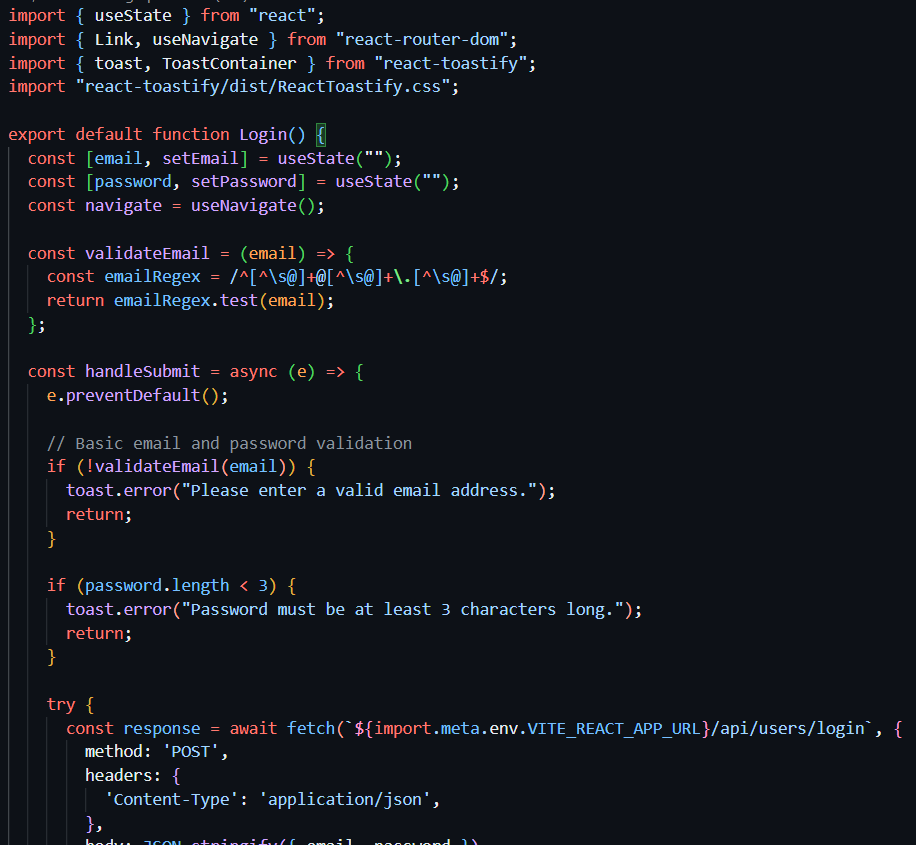 import { useState } from "react";
import { Link, useNavigate } from "react-router-dom";
import { toast, ToastContainer } from "react-toastify";
import "react-toastify/dist/ReactToastify.css";
export default function Login() {
const [email, setEmail] = useState("");
const [password, setPassword] = useState("");
const navigate = useNavigate();
const validateEmail = (email) => {
const emailRegex = /^[^\s@]+@[^\s@]+\.[^\s@]+$/;
return emailRegex.test(email);
};
const handleSubmit = async (e) => {
e.preventDefault();
// Basic email and password validation
if (!validateEmail(email)) {
toast.error("Please enter a valid email address.");
return;
}
if (password.length < 3) {
toast.error("Password must be at least 3 characters long.");
return;
}
try {
const response = await fetch(`${import.meta.env.VITE_REACT_APP_URL}/api/users/login`, {
method: 'POST',
headers: {
'Content-Type': 'application/json',
},
body: JSON.stringify({ email, password })